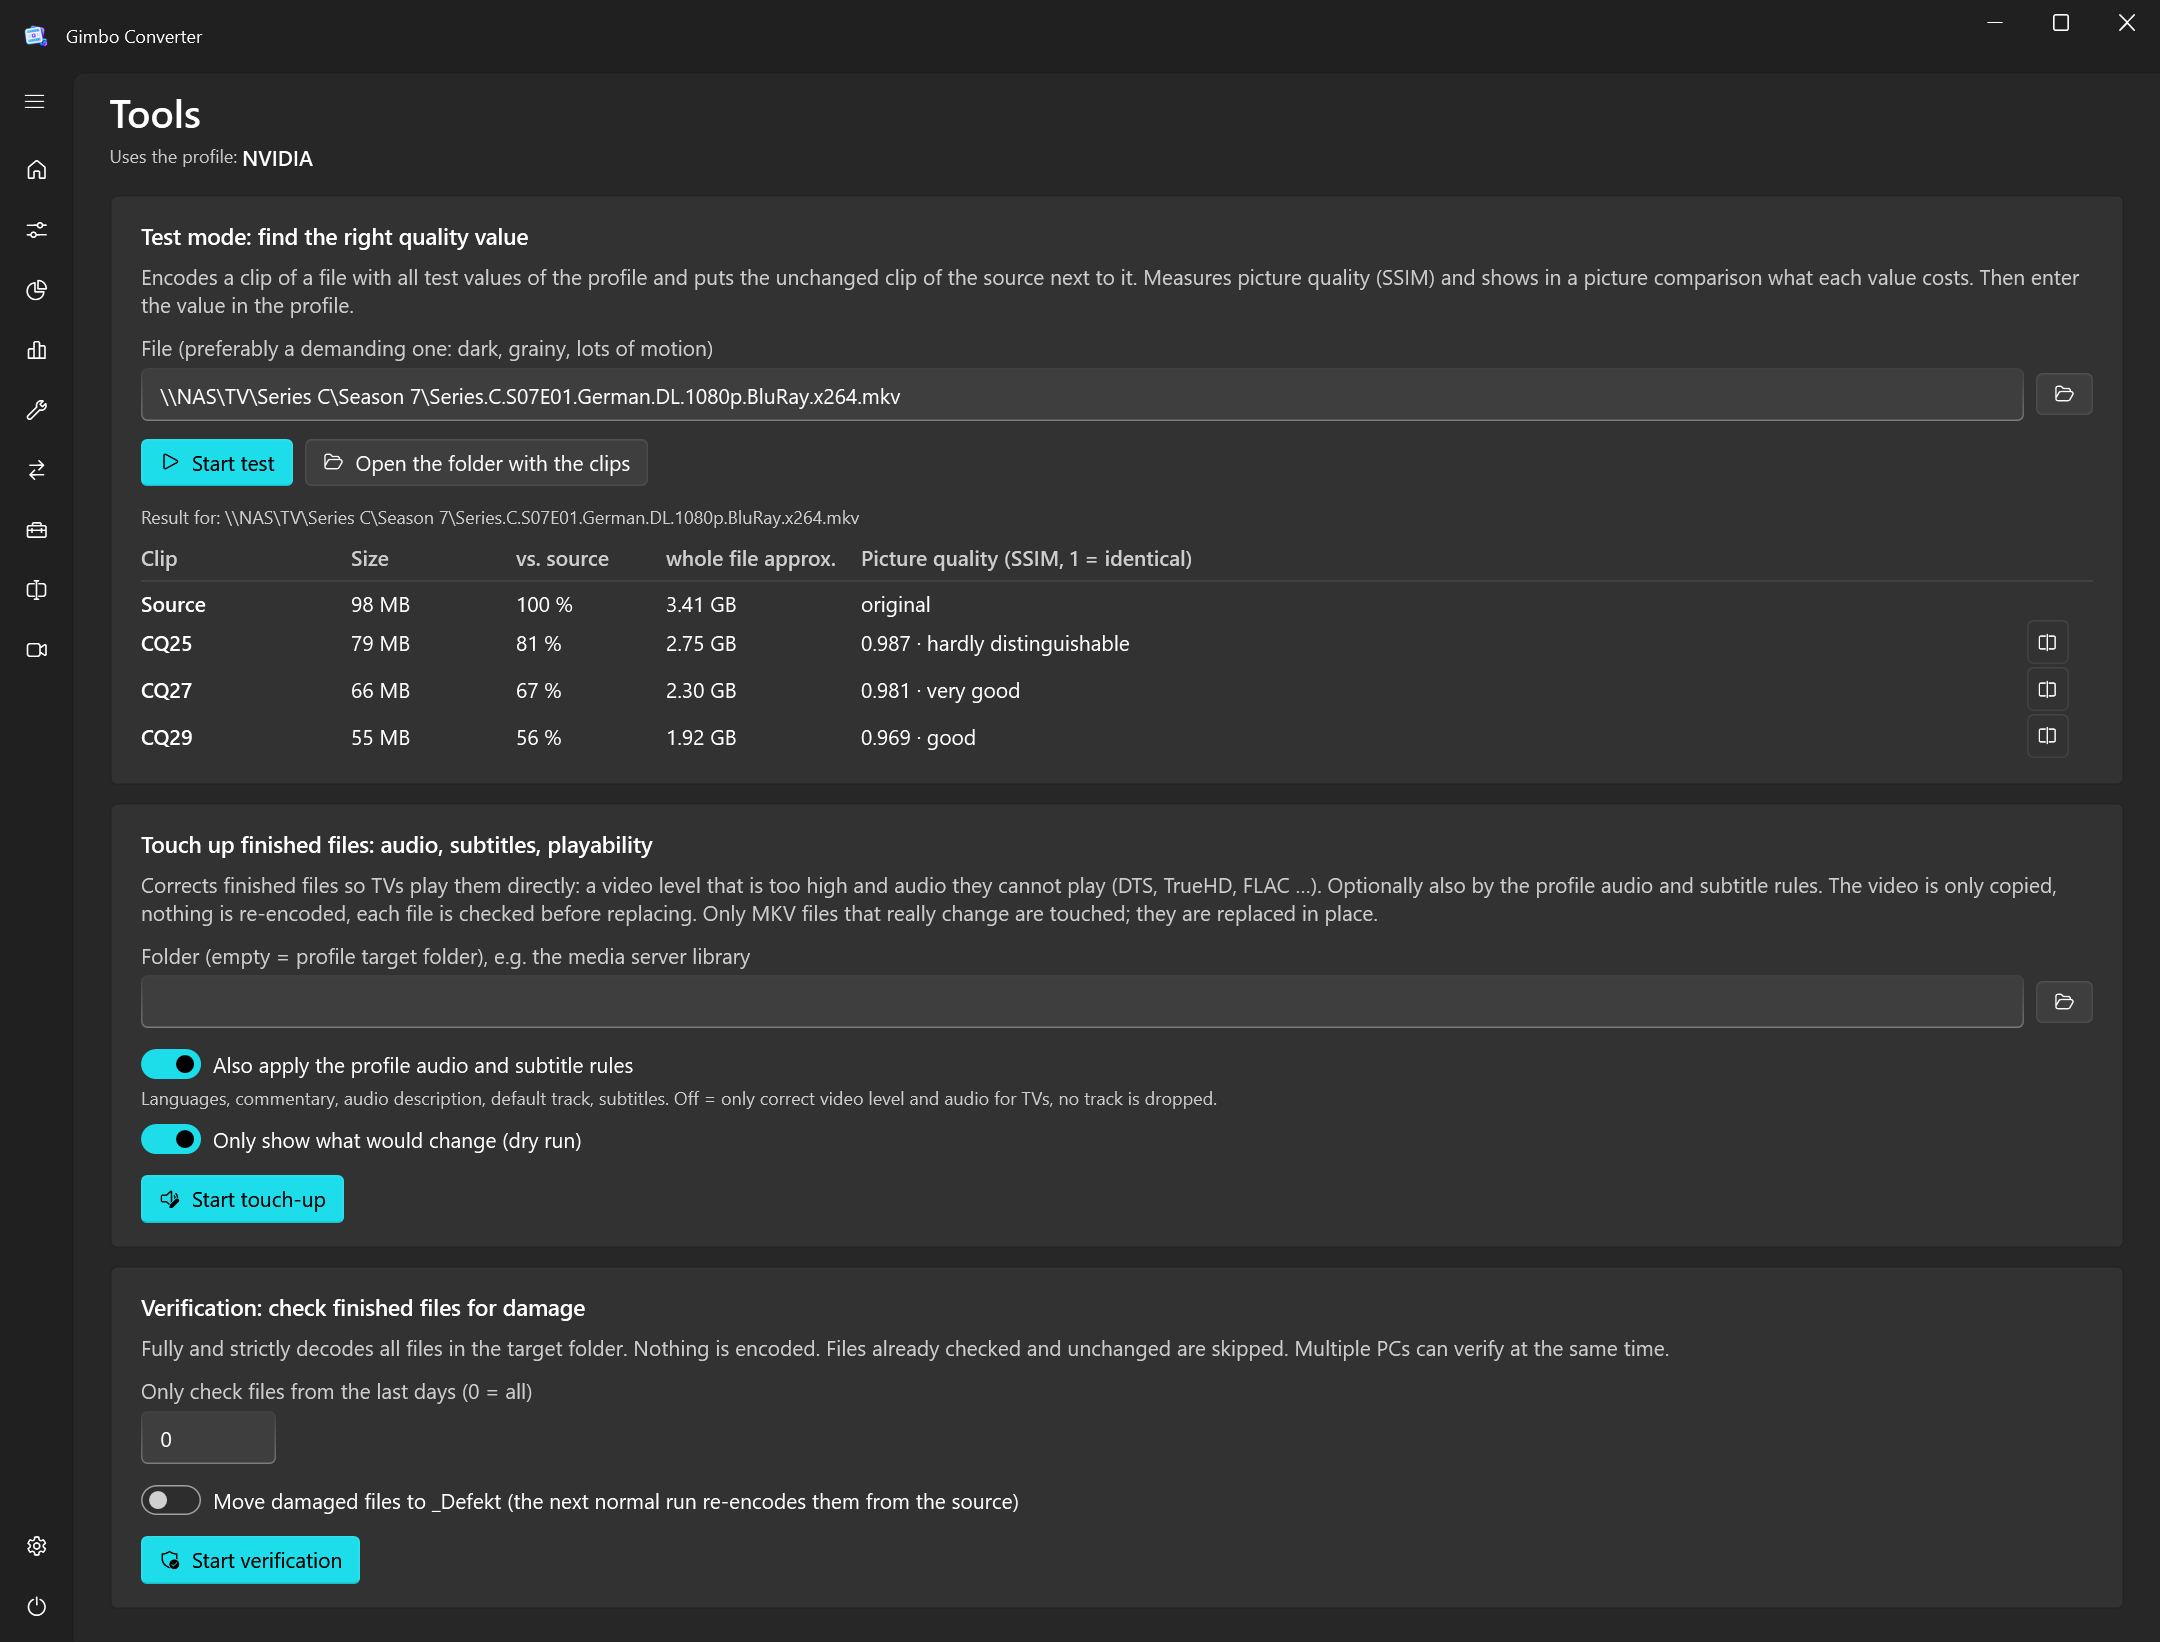 Gimbo Converter
Tools
Uses the profile: NVIDIA
Test mode: find the right quality value
Encodes a clip of a file with all test values of the profile and puts the unchanged clip of the source next to it. Measures picture quality (SSIM) and shows in a picture comparison what each value costs. Then enter
the value in the profile.
File (preferably a demanding one: dark, grainy, lots of motion)
\\NAS\TV\Series C\Season 7\Series.C.S07E01.German.DL.1080p.BluRay.x264.mkv
Start test Open the folder with the clips
Result for: \\NAS\TV\Series C\Season 7\Series.C.S07E01.German.DL.1080p.BluRay.x264.mkv
Clip Size vs. source whole file approx. Picture quality (SSIM, 1 = identical)
Source 98 MB 100 % 3.41 GB original
CQ25 79 MB 81 % 2.75 GB 0.987 · hardly distinguishable
CQ27 66 MB 67 % 2.30 GB 0.981 · very good
CQ29 55 MB 56 % 1.92 GB 0.969 · good
Touch up finished files: audio, subtitles, playability
Corrects finished files so TVs play them directly: a video level that is too high and audio they cannot play (DTS, TrueHD, FLAC ...). Optionally also by the profile audio and subtitle rules. The video is only copied,
nothing is re-encoded, each file is checked before replacing. Only MKV files that really change are touched; they are replaced in place.
Folder (empty = profile target folder), e.g. the media server library
Also apply the profile audio and subtitle rules
Languages, commentary, audio description, default track, subtitles. Off = only correct video level and audio for TVs, no track is dropped.
Only show what would change (dry run)
Start touch-up
Verification: check finished files for damage
Fully and strictly decodes all files in the target folder. Nothing is encoded. Files already checked and unchanged are skipped. Multiple PCs can verify at the same time.
Only check files from the last days (0 = all)
0
Move damaged files to _Defekt (the next normal run re-encodes them from the source)
Start verification